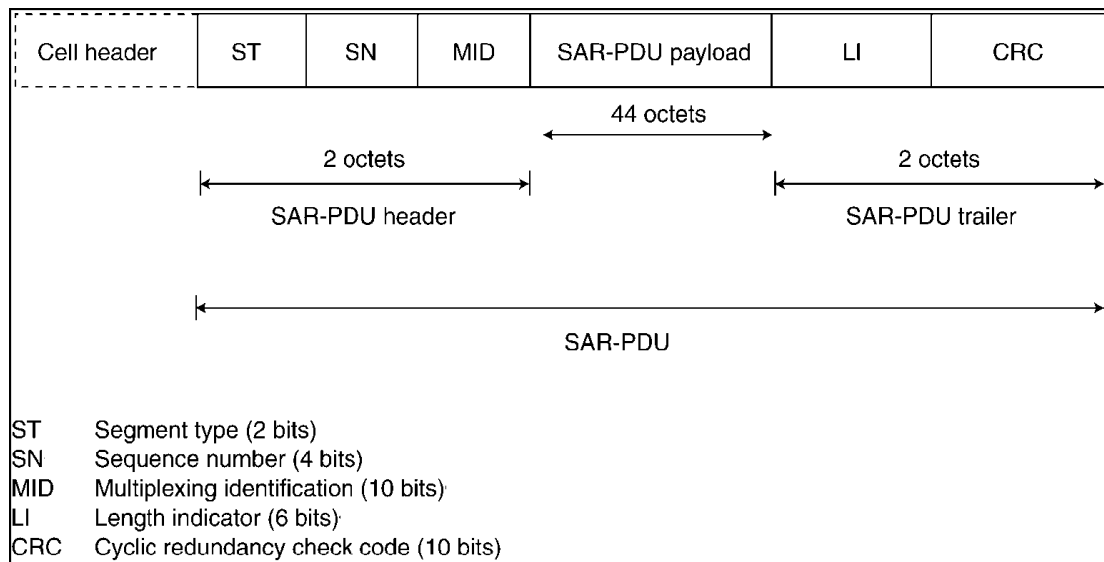 Cell header ST SN MID SAR-PDU payload LI CRC
44 octets
2 octets 2 octets
SAR-PDU header SAR-PDU trailer
SAR-PDU
ST Segment type (2 bits)
SN Sequence number (4 bits)
MID Multiplexing identification (10 bits)
LI Length indicator (6 bits)
CRC Cyclic redundancy check code (10 bits)